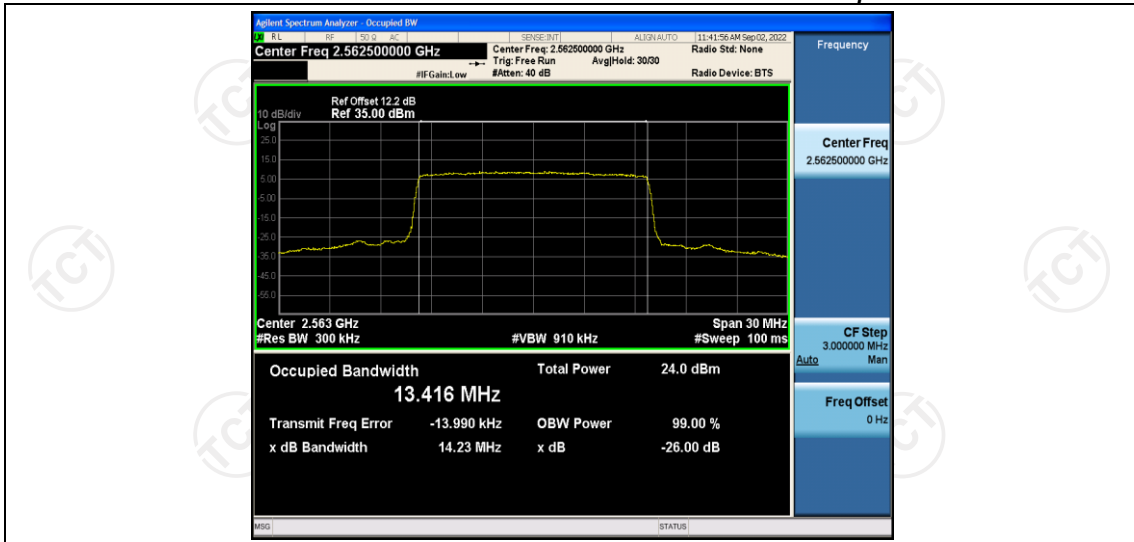 Agilent Spectrum Analyzer - Occupied BW
LXI RL RF 50 Ω AC SENSE:INT ALIGN AUTO 11:41:56 AM Sep 02, 2022
Center Freq 2.562500000 GHz Center Freq: 2.562500000 GHz Radio Std: None
Trig: Free Run Avg|Hold: 30/30
#IFGain:Low #Atten: 40 dB Radio Device: BTS
Frequency
Ref Offset 12.2 dB
10 dB/div Ref 35.00 dBm
Log
25.0
15.0
5.00
-5.00
-15.0
-25.0
-35.0
-45.0
-55.0
Center Freq
2.562500000 GHz
Center 2.563 GHz Span 30 MHz
#Res BW 300 kHz #VBW 910 kHz #Sweep 100 ms
CF Step
3.000000 MHz
Auto Man
Occupied Bandwidth Total Power 24.0 dBm
13.416 MHz
Transmit Freq Error -13.990 kHz OBW Power 99.00 %
x dB Bandwidth 14.23 MHz x dB -26.00 dB
Freq Offset
0 Hz
MSG STATUS
TCT
TCT
TCT
TCT
TCT
TCT